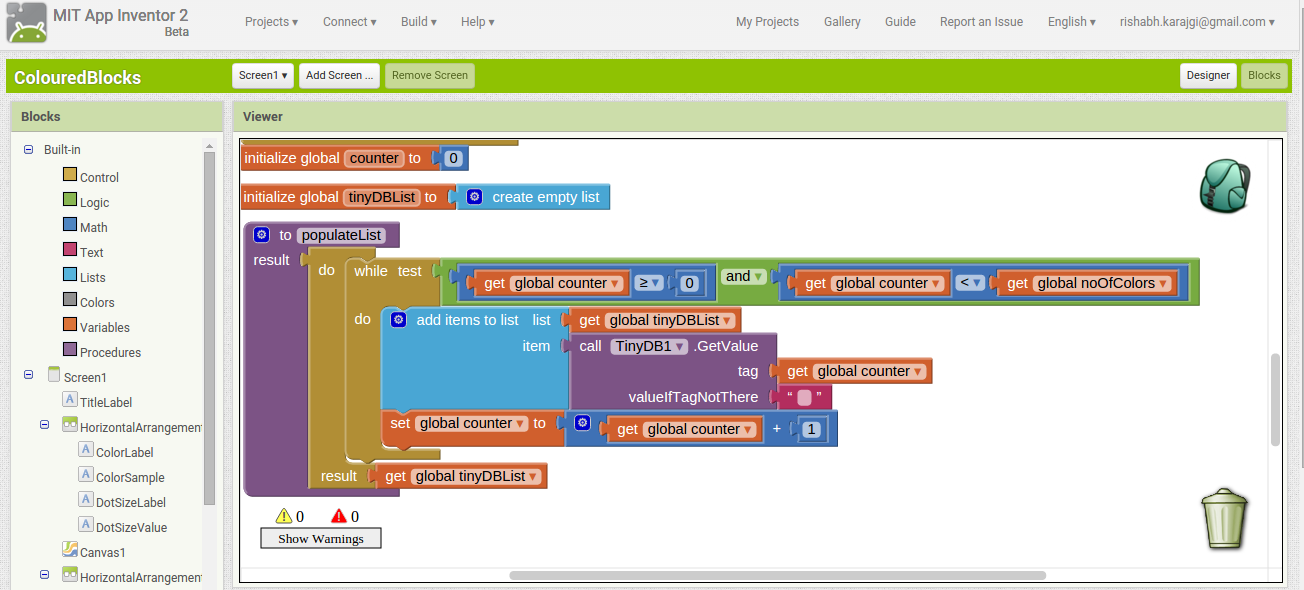 MIT App Inventor 2
Beta
Projects ▾ Connect ▾ Build ▾ Help ▾ My Projects Gallery Guide Report an Issue English ▾ rishabh.karajgi@gmail.com ▾
ColouredBlocks Screen1 ▾ Add Screen ... Remove Screen Designer Blocks
Blocks
Built-in
Control
Logic
Math
Text
Lists
Colors
Variables
Procedures
Screen1
TitleLabel
HorizontalArrangemen
ColorLabel
ColorSample
DotSizeLabel
DotSizeValue
Canvas1
HorizontalArrangemen
Viewer
initialize global counter to 0
initialize global tinyDBList to create empty list
to populateList
result do while test get global counter ▾ ≥ ▾ 0 and ▾ get global counter ▾ < ▾ get global noOfColors ▾
do add items to list list get global tinyDBList ▾
item call TinyDB1 ▾ .GetValue
tag get global counter ▾
valueIfTagNotThere “ ”
set global counter ▾ to get global counter ▾ + 1
result get global tinyDBList ▾
0 0
Show Warnings